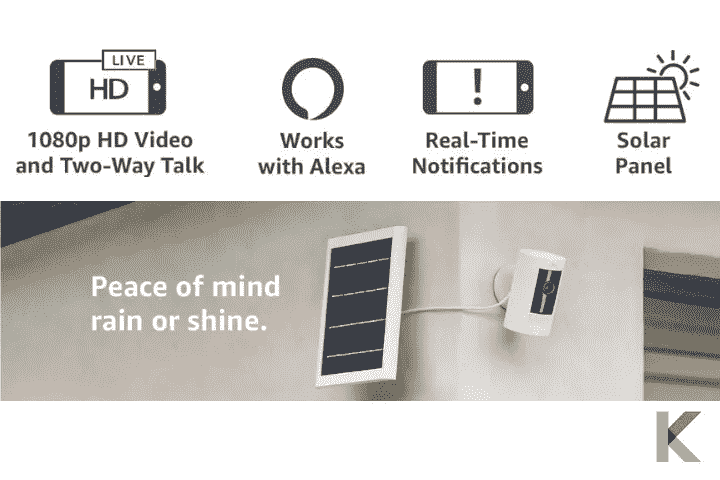 LIVE
HD
1080p HD Video
and Two-Way Talk
!
Works
with Alexa
Real-Time
Notifications
Solar
Panel
Peace of mind
rain or shine.
K